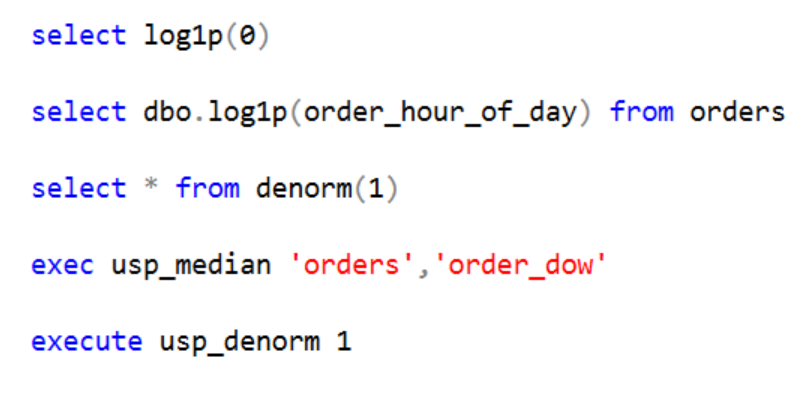 select log1p(0)
select dbo.log1p(order_hour_of_day) from orders
select * from denorm(1)
exec usp_median 'orders','order_dow'
execute usp_denorm 1